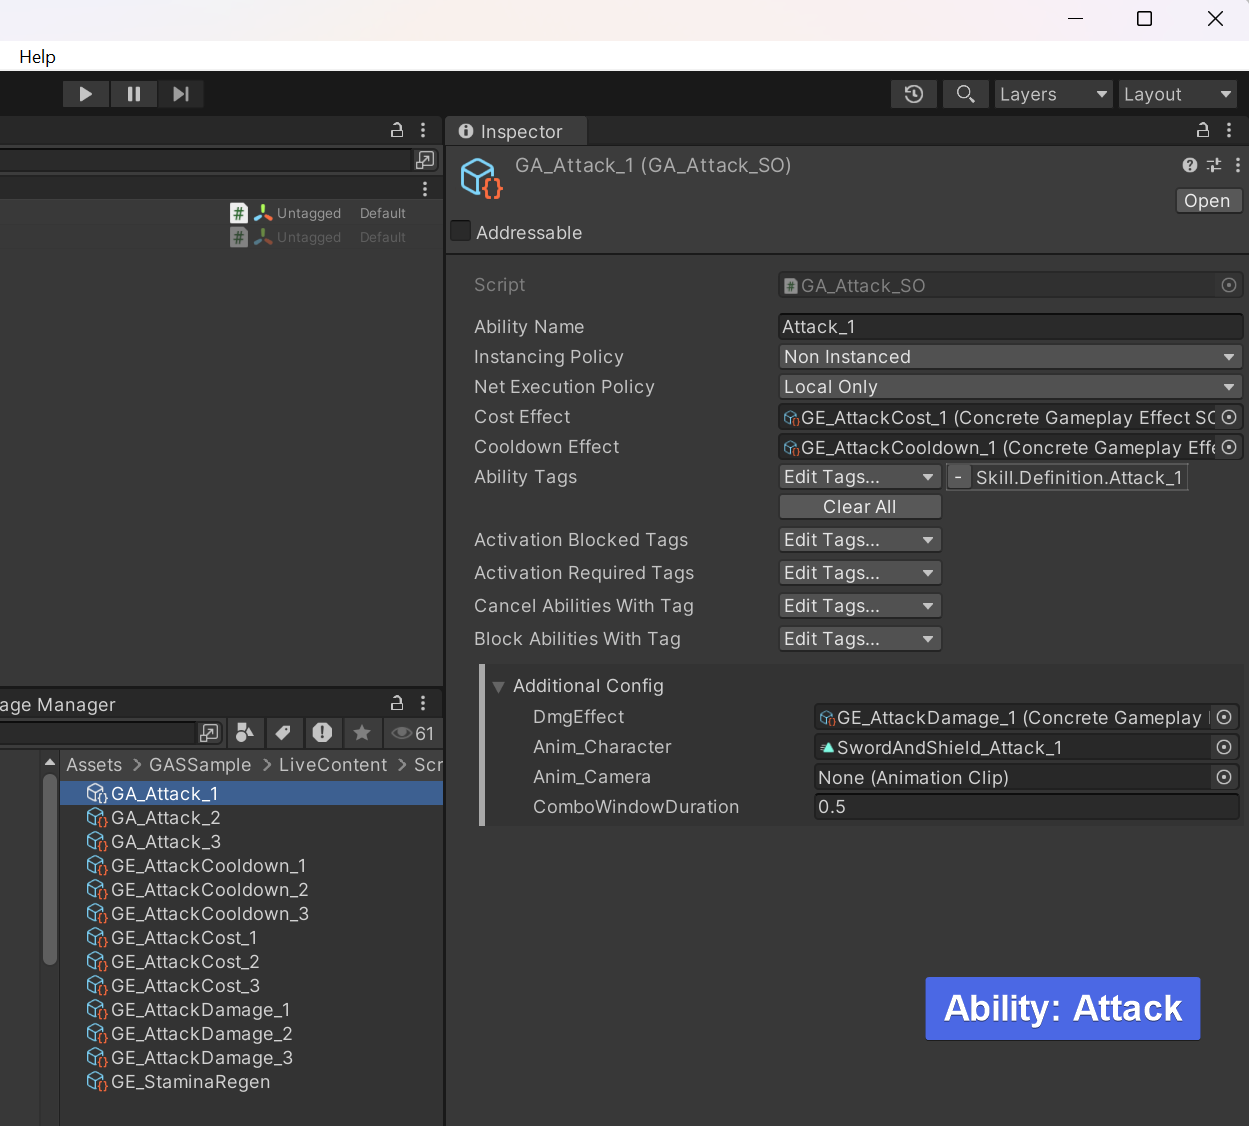 Help
Layers
Layout
Inspector
GA_Attack_1 (GA_Attack_SO)
Open
Addressable
# Untagged Default
# Untagged Default
Script # GA_Attack_SO
Ability Name Attack_1
Instancing Policy Non Instanced
Net Execution Policy Local Only
Cost Effect GE_AttackCost_1 (Concrete Gameplay Effect SO
Cooldown Effect GE_AttackCooldown_1 (Concrete Gameplay Effe
Ability Tags Edit Tags... - Skill.Definition.Attack_1
Clear All
Activation Blocked Tags Edit Tags...
Activation Required Tags Edit Tags...
Cancel Abilities With Tag Edit Tags...
Block Abilities With Tag Edit Tags...
Additional Config
DmgEffect GE_AttackDamage_1 (Concrete Gameplay
Anim_Character SwordAndShield_Attack_1
Anim_Camera None (Animation Clip)
ComboWindowDuration 0.5
age Manager
61
Assets > GASSample > LiveContent > Scr
GA_Attack_1
GA_Attack_2
GA_Attack_3
GE_AttackCooldown_1
GE_AttackCooldown_2
GE_AttackCooldown_3
GE_AttackCost_1
GE_AttackCost_2
GE_AttackCost_3
GE_AttackDamage_1
GE_AttackDamage_2
GE_AttackDamage_3
GE_StaminaRegen
Ability: Attack